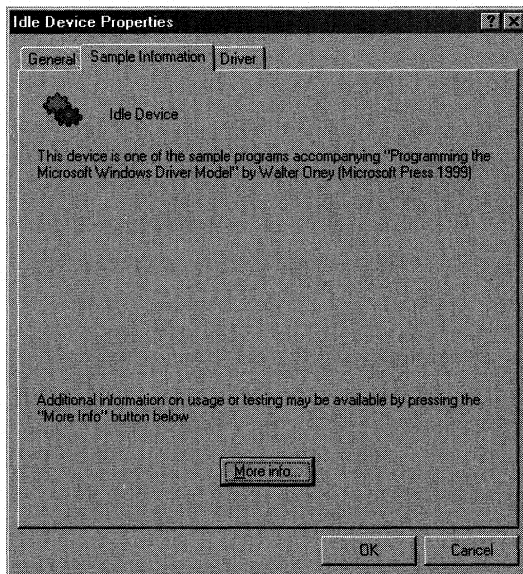 Idle Device Properties
General Sample Information Driver
Idle Device
This device is one of the sample programs accompanying "Programming the
Microsoft Windows Driver Model" by Walter Oney (Microsoft Press 1999)
Additional information on usage or testing may be available by pressing the
"More Info" button below
More info...
OK Cancel